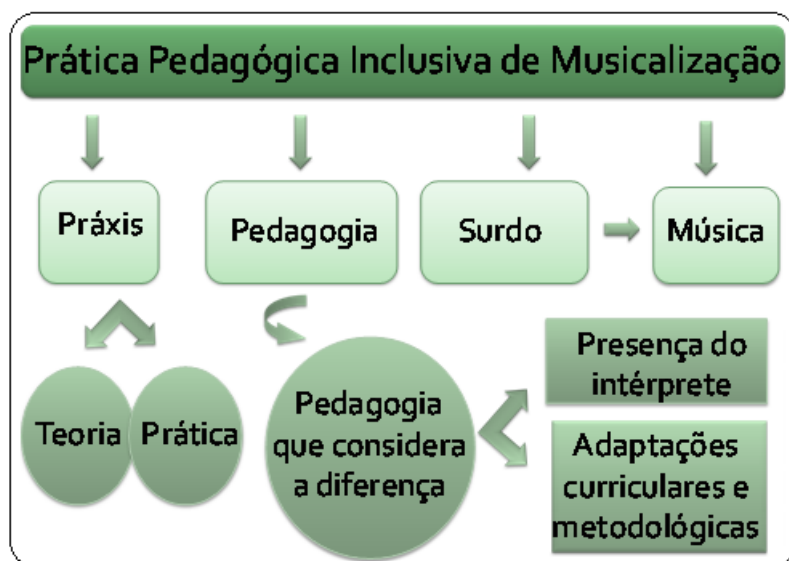 Prática Pedagógica Inclusiva de Musicalização
Práxis
Pedagogia
Surdo
Música
Teoria
Prática
Pedagogia
que considera
a diferença
Presença do
intérprete
Adaptações
curriculares e
metodológicas